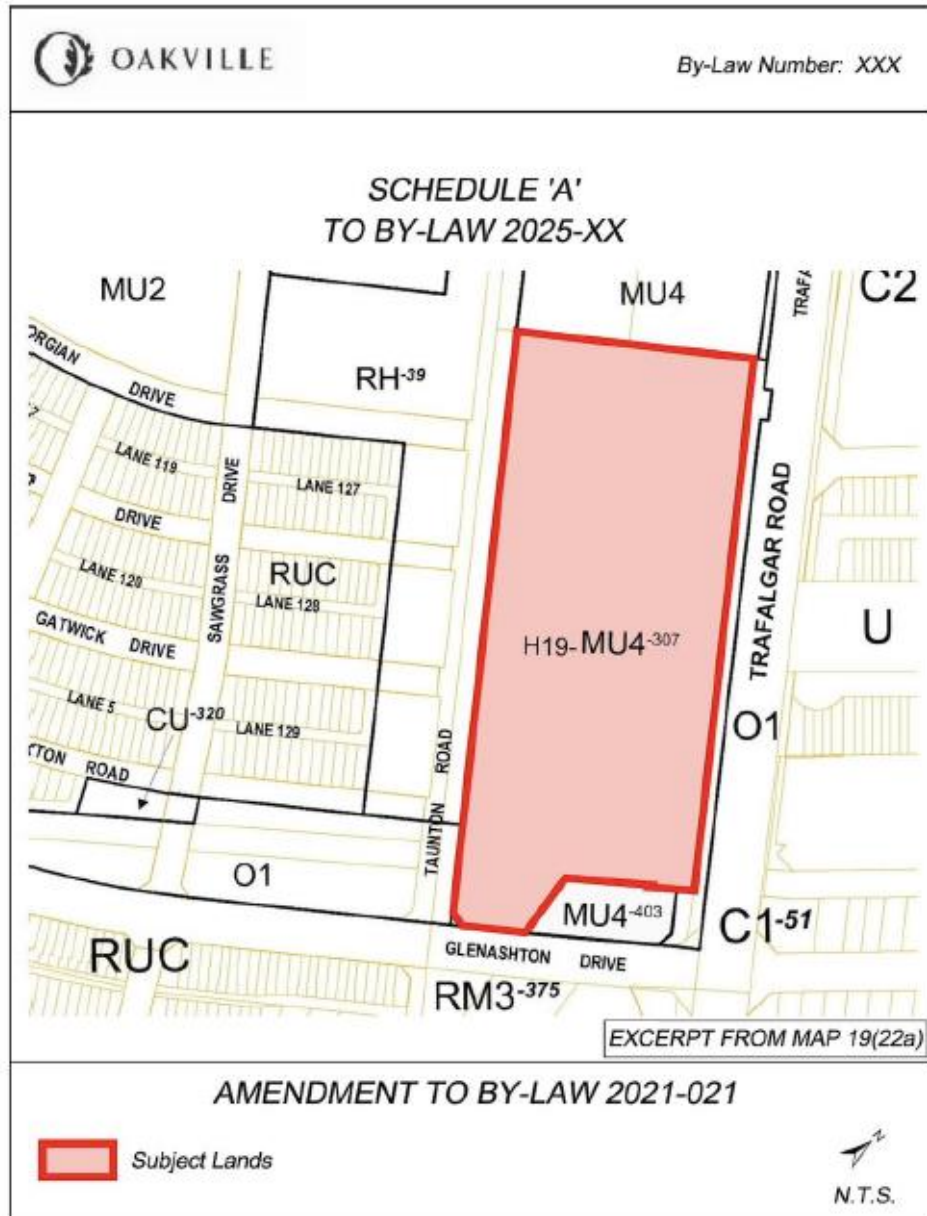 OAKVILLE
By-Law Number: XXX
SCHEDULE 'A'
TO BY-LAW 2025-XX
MU2
MU4
C2
RH-39
DRIVE
LANE 119
LANE 127
DRIVE
DRIVE
TRAFALGAR ROAD
LANE 120
RUC
LANE 128
SAWGRASS
GATWICK DRIVE
H19-MU4-307
U
LANE 5
CU-320
LANE 129
ROAD
O1
ROAD
TAUNTON
O1
MU4-403
C1-51
RUC
GLENASHTON DRIVE
RM3-375
EXCERPT FROM MAP 19(22a)
AMENDMENT TO BY-LAW 2021-021
Subject Lands
N.T.S.